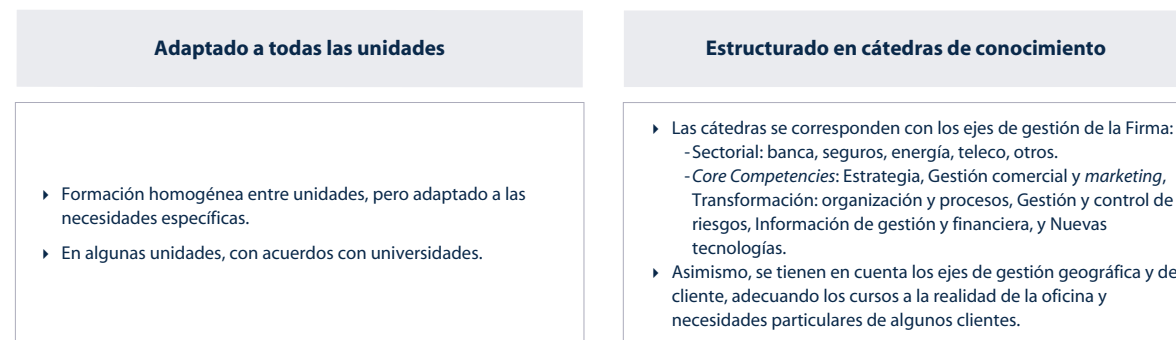 Adaptado a todas las unidades
‣ Formación homogénea entre unidades, pero adaptado a las
necesidades específicas.
‣ En algunas unidades, con acuerdos con universidades.
Estructurado en cátedras de conocimiento
‣ Las cátedras se corresponden con los ejes de gestión de la Firma:
- Sectorial: banca, seguros, energía, teleco, otros.
- Core Competencies: Estrategia, Gestión comercial y marketing,
Transformación: organización y procesos, Gestión y control de
riesgos, Información de gestión y financiera, y Nuevas
tecnologías.
‣ Asimismo, se tienen en cuenta los ejes de gestión geográfica y de
cliente, adecuando los cursos a la realidad de la oficina y
necesidades particulares de algunos clientes.